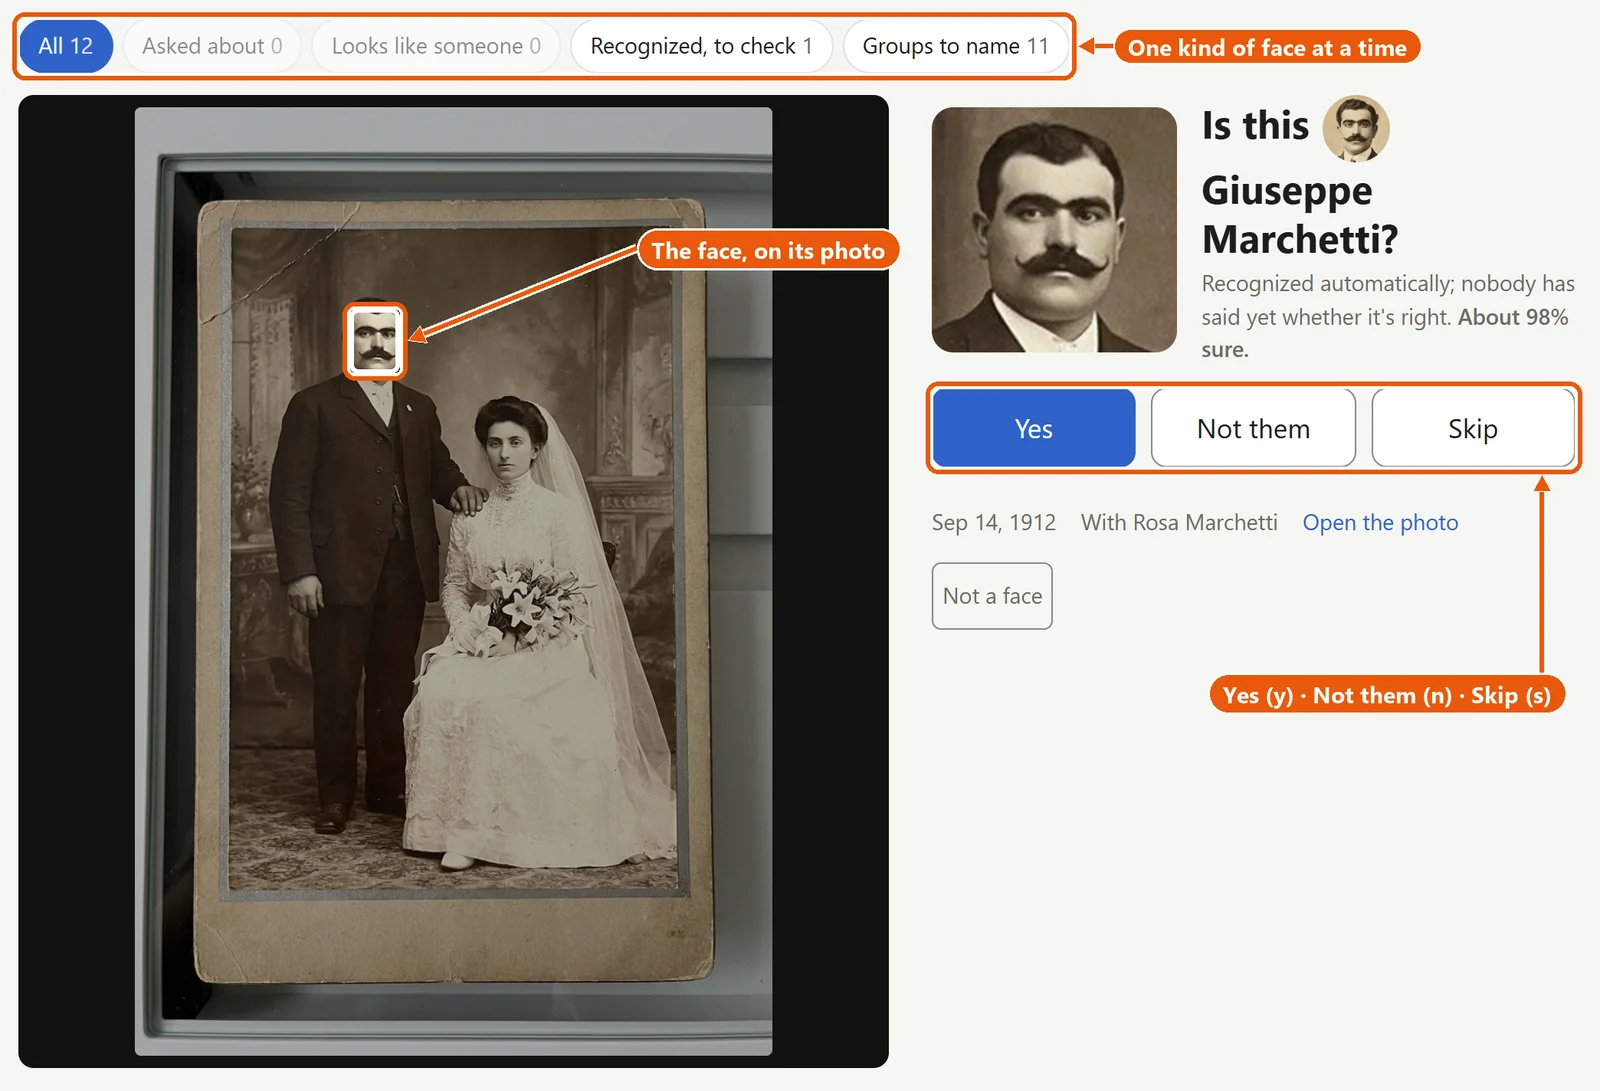 All 12
Asked about 0
Looks like someone 0
Recognized, to check 1
Groups to name 11
One kind of face at a time
The face, on its photo
Is this
Giuseppe
Marchetti?
Recognized automatically; nobody has
said yet whether it's right. About 98%
sure.
Yes
Not them
Skip
Sep 14, 1912
With Rosa Marchetti
Open the photo
Not a face
Yes (y) · Not them (n) · Skip (s)